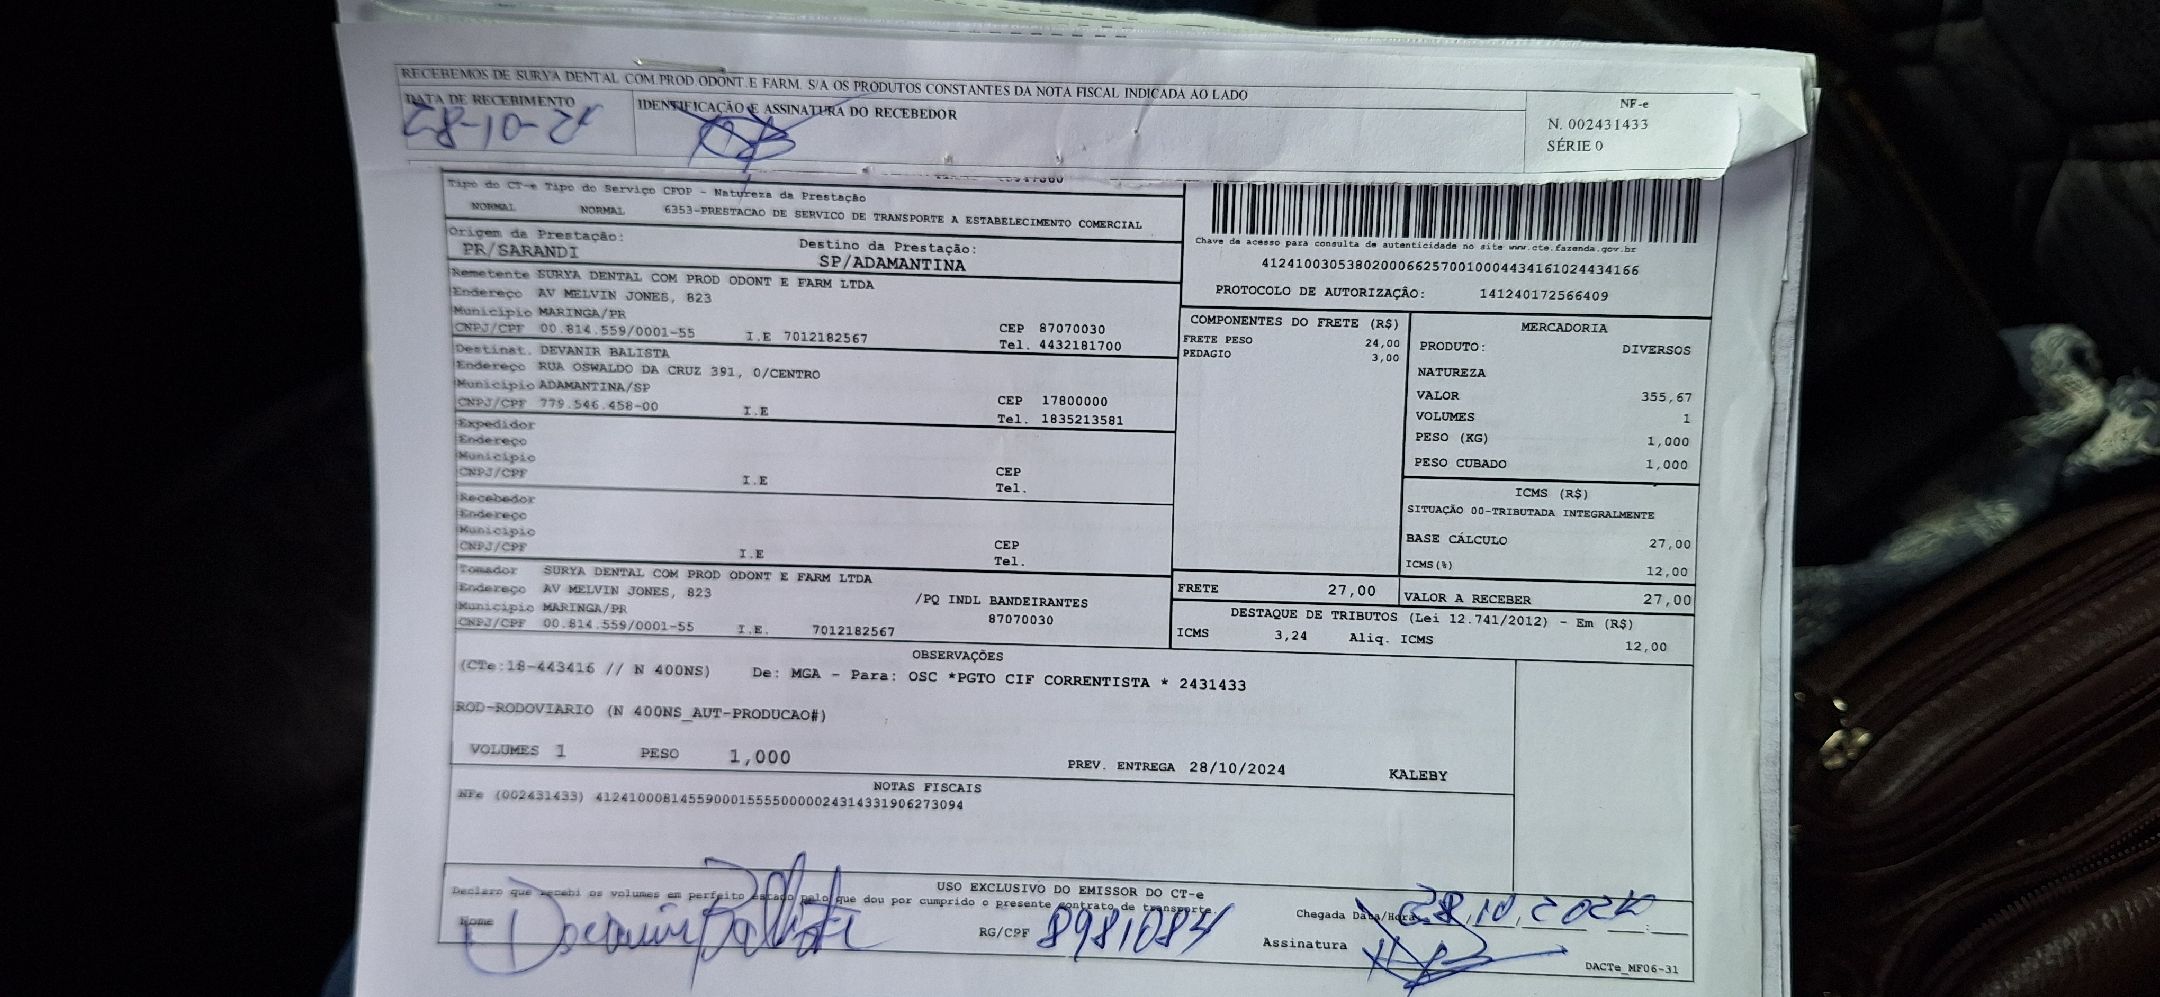 RECEBEMOS DE SURYA DENTAL COM.PROD.ODONT.E FARM. S/A OS PRODUTOS CONSTANTES DA NOTA FISCAL INDICADA AO LADO
DATA DE RECEBIMENTO
28-10-24
IDENTIFICAÇÃO E ASSINATURA DO RECEBEDOR
NF-e
N. 002431433
SÉRIE 0
Tipo do CT-e Tipo do Serviço CFOP - Natureza da Prestação
NORMAL NORMAL 6353-PRESTACAO DE SERVICO DE TRANSPORTE A ESTABELECIMENTO COMERCIAL
Origem da Prestação:
PR/SARANDI
Destino da Prestação:
SP/ADAMANTINA
Remetente SURYA DENTAL COM PROD ODONT E FARM LTDA
Endereço AV MELVIN JONES, 823
Município MARINGA/PR
CNPJ/CPF 00.814.559/0001-55 I.E 7012182567
CEP 87070030
Tel. 4432181700
Destinat. DEVANIR BALISTA
Endereço RUA OSWALDO DA CRUZ 391, 0/CENTRO
Município ADAMANTINA/SP
CNPJ/CPF 779.546.458-00 I.E
CEP 17800000
Tel. 1835213581
Expedidor
Endereço
Município
CNPJ/CPF I.E
CEP
Tel.
Recebedor
Endereço
Município
CNPJ/CPF I.E
CEP
Tel.
Tomador SURYA DENTAL COM PROD ODONT E FARM LTDA
Endereço AV MELVIN JONES, 823 /PQ INDL BANDEIRANTES
Município MARINGA/PR 87070030
CNPJ/CPF 00.814.559/0001-55 I.E. 7012182567
Chave de acesso para consulta de autenticidade no site www.cte.fazenda.gov.br
41241003053802000662570010004434161024434166
PROTOCOLO DE AUTORIZAÇÃO: 141240172566409
COMPONENTES DO FRETE (R$)
FRETE PESO 24,00
PEDAGIO 3,00
MERCADORIA
PRODUTO: DIVERSOS
NATUREZA
VALOR 355,67
VOLUMES 1
PESO (KG) 1,000
PESO CUBADO 1,000
ICMS (R$)
SITUAÇÃO 00-TRIBUTADA INTEGRALMENTE
BASE CÁLCULO 27,00
ICMS(%) 12,00
FRETE 27,00
VALOR A RECEBER 27,00
DESTAQUE DE TRIBUTOS (Lei 12.741/2012) - Em (R$)
ICMS 3,24 Aliq. ICMS 12,00
OBSERVAÇÕES
(CTe:18-443416 // N 400NS) De: MGA - Para: OSC *PGTO CIF CORRENTISTA * 2431433
ROD-RODOVIARIO (N 400NS_AUT-PRODUCAO#)
VOLUMES 1 PESO 1,000 PREV. ENTREGA 28/10/2024 KALEBY
NOTAS FISCAIS
NFe (002431433) 41241000814559000155550000024314331906273094
USO EXCLUSIVO DO EMISSOR DO CT-e
Declaro que recebi os volumes em perfeito estado pelo que dou por cumprido o presente contrato de transporte.
Nome
RG/CPF 8981084
Chegada Data/Hora 28.10.2024 __:__
Assinatura
DACTe_MF06-31